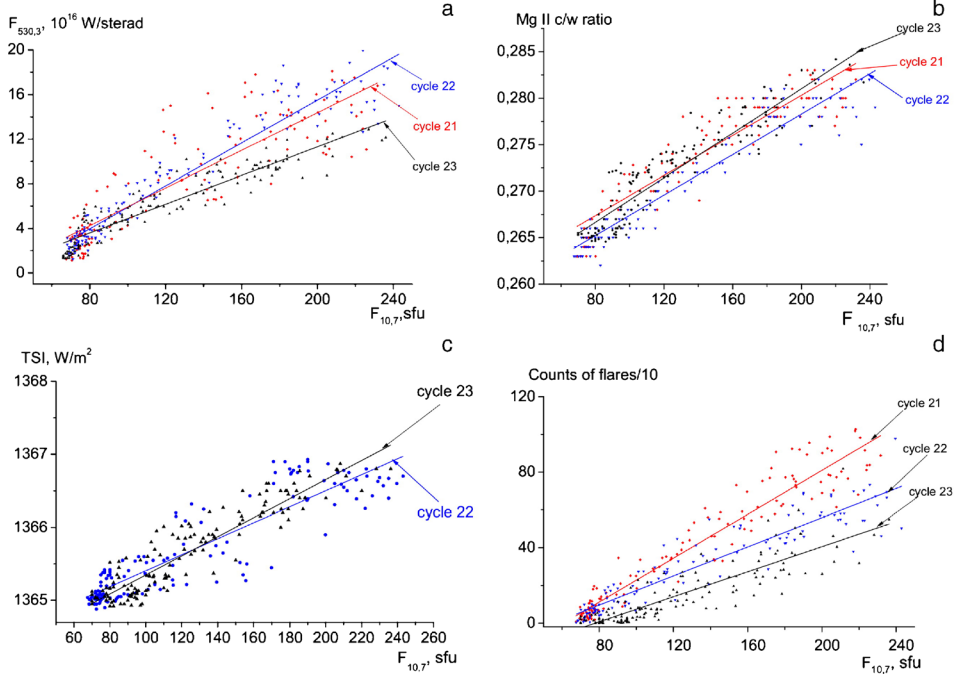 F530,3, 10^16 W/sterad
a
20
16
12
8
4
0
80
120
160
200
240
F10,7, sfu
cycle 22
cycle 21
cycle 23
Mg II c/w ratio
b
0,285
0,280
0,275
0,270
0,265
0,260
80
120
160
200
240
F10,7, sfu
cycle 23
cycle 21
cycle 22
TSI, W/m^2
c
1368
1367
1366
1365
60
80
100
120
140
160
180
200
220
240
260
F10,7, sfu
cycle 23
cycle 22
Counts of flares/10
d
120
80
40
0
80
120
160
200
240
F10,7, sfu
cycle 21
cycle 22
cycle 23